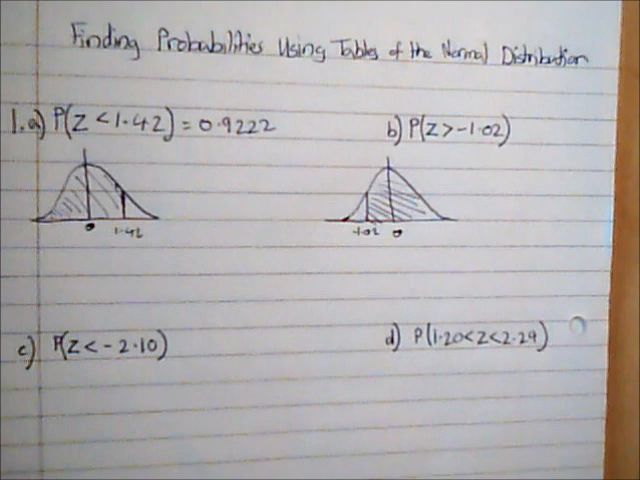 Finding Probabilities Using Tables of the Normal Distribution
1.a) P(Z < 1.42) = 0.9222
b) P(Z > -1.02)
0 1.42
-1.02 0
c) P(Z < -2.10)
d) P(1.20 < Z < 2.29)